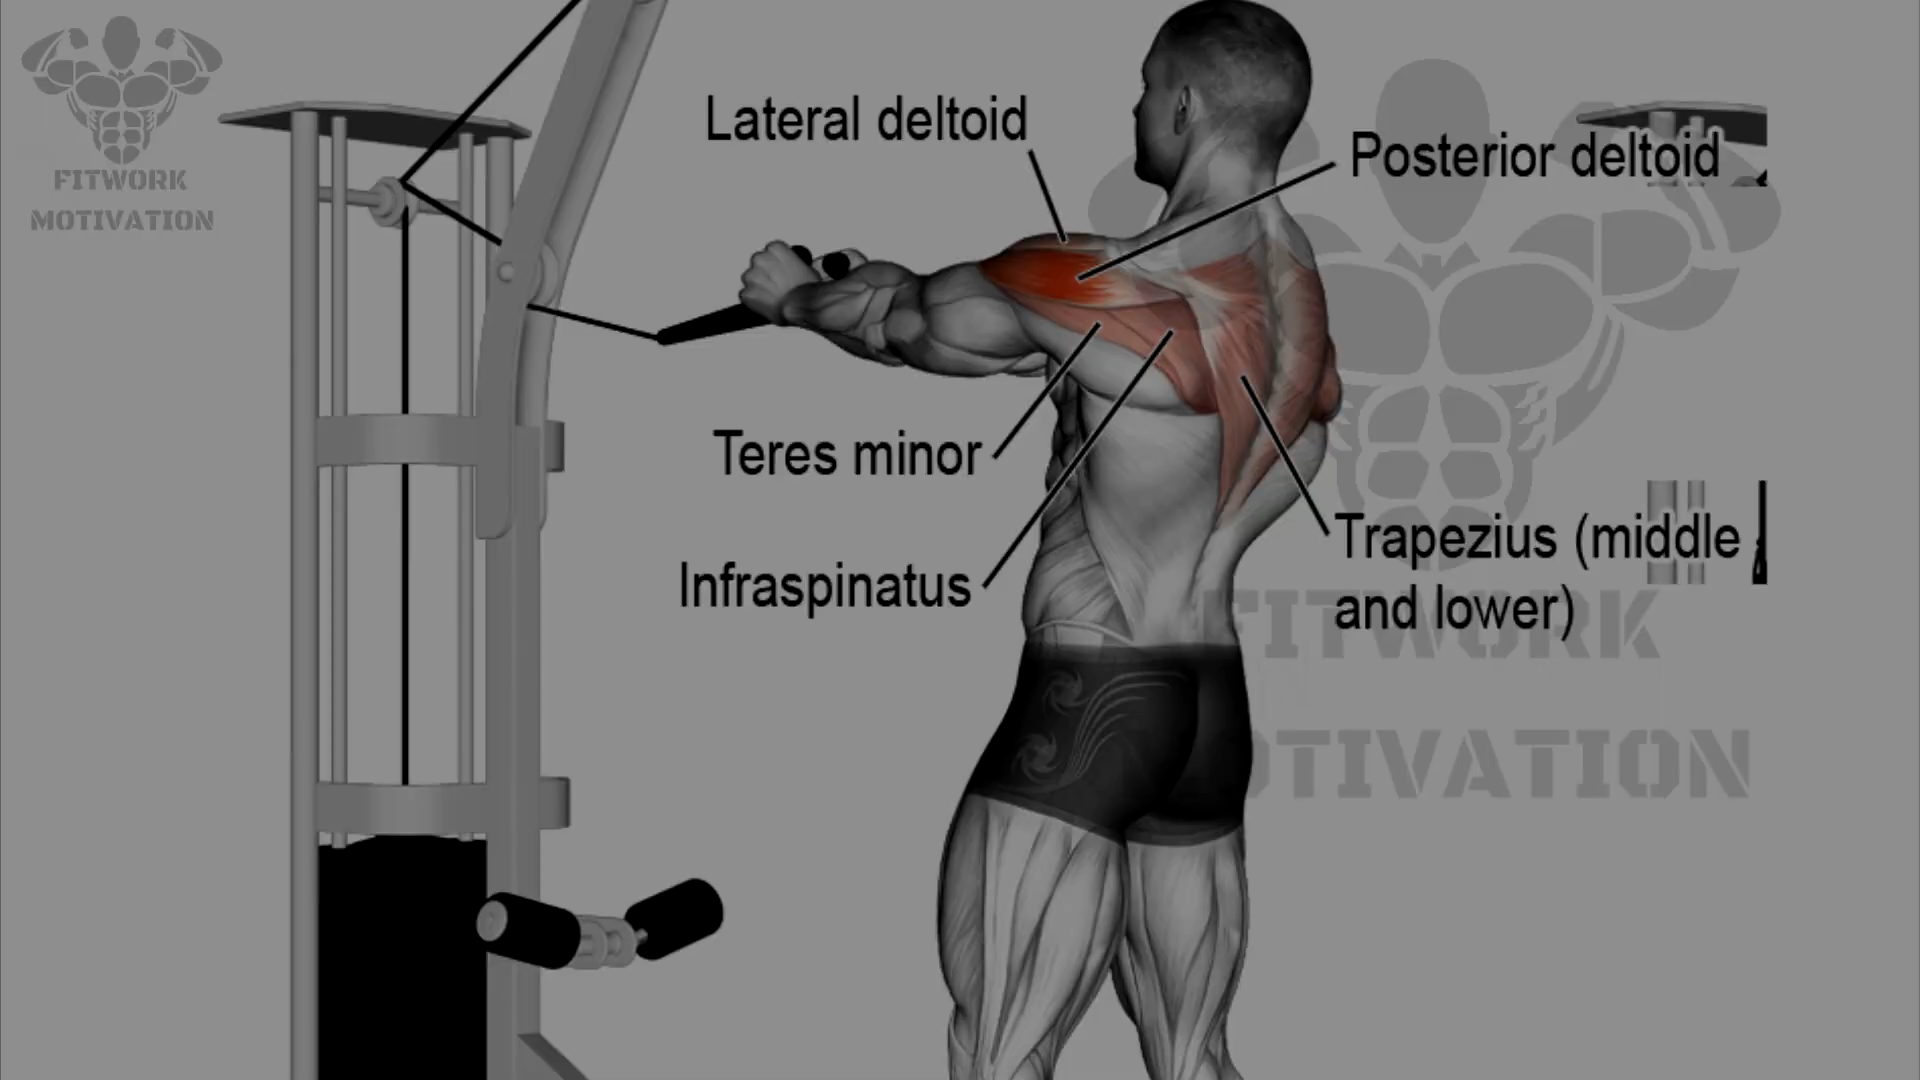 FITWORK
MOTIVATION
Lateral deltoid
Posterior deltoid
Teres minor
Infraspinatus
Trapezius (middle
and lower)
FITWORK
MOTIVATION